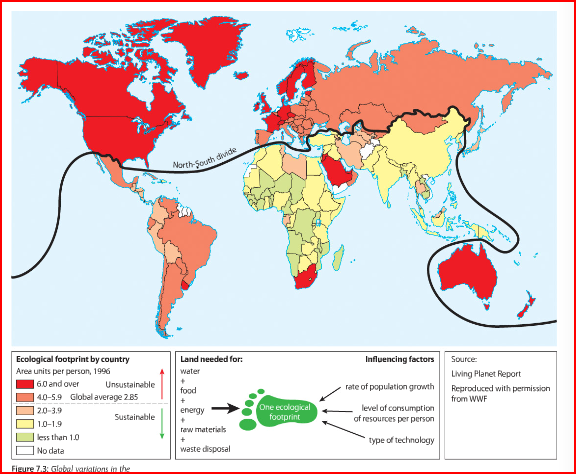 North-South divide
Ecological footprint by country
Area units per person, 1996
6.0 and over
Unsustainable
4.0–5.9
Global average 2.85
2.0–3.9
Sustainable
1.0–1.9
less than 1.0
No data
Land needed for:
water
+
food
+
energy
+
raw materials
+
waste disposal
One ecological
footprint
Influencing factors
rate of population growth
level of consumption
of resources per person
type of technology
Source:
Living Planet Report
Reproduced with permission
from WWF
Figure 7.3: Global variations in the